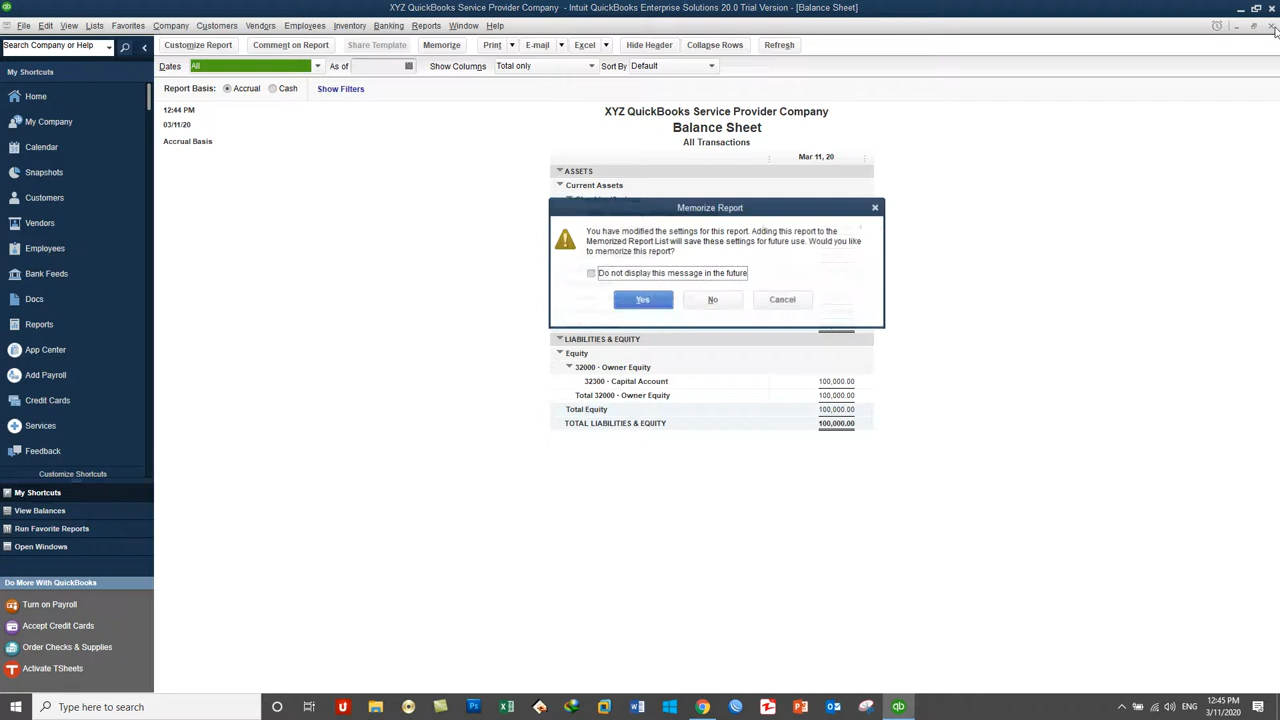 XYZ QuickBooks Service Provider Company - Intuit QuickBooks Enterprise Solutions 20.0 Trial Version - [Balance Sheet]
File Edit View Lists Favorites Company Customers Vendors Employees Inventory Banking Reports Window Help
Search Company or Help
Customize Report Comment on Report Share Template Memorize Print E-mail Excel Hide Header Collapse Rows Refresh
Dates All As of Show Columns Total only Sort By Default
Report Basis: Accrual Cash Show Filters
My Shortcuts
Home
My Company
Calendar
Snapshots
Customers
Vendors
Employees
Bank Feeds
Docs
Reports
App Center
Add Payroll
Credit Cards
Services
Feedback
Customize Shortcuts
My Shortcuts
View Balances
Run Favorite Reports
Open Windows
Do More With QuickBooks
Turn on Payroll
Accept Credit Cards
Order Checks & Supplies
Activate TSheets
12:44 PM
03/11/20
Accrual Basis
XYZ QuickBooks Service Provider Company
Balance Sheet
All Transactions
Mar 11, 20
ASSETS
Current Assets
Memorize Report
You have modified the settings for this report. Adding this report to the
Memorized Report List will save these settings for future use. Would you like
to memorize this report?
Do not display this message in the future
Yes No Cancel
LIABILITIES & EQUITY
Equity
32000 · Owner Equity
32300 · Capital Account 100,000.00
Total 32000 · Owner Equity 100,000.00
Total Equity 100,000.00
TOTAL LIABILITIES & EQUITY 100,000.00
Type here to search
ENG
12:45 PM
3/11/2020